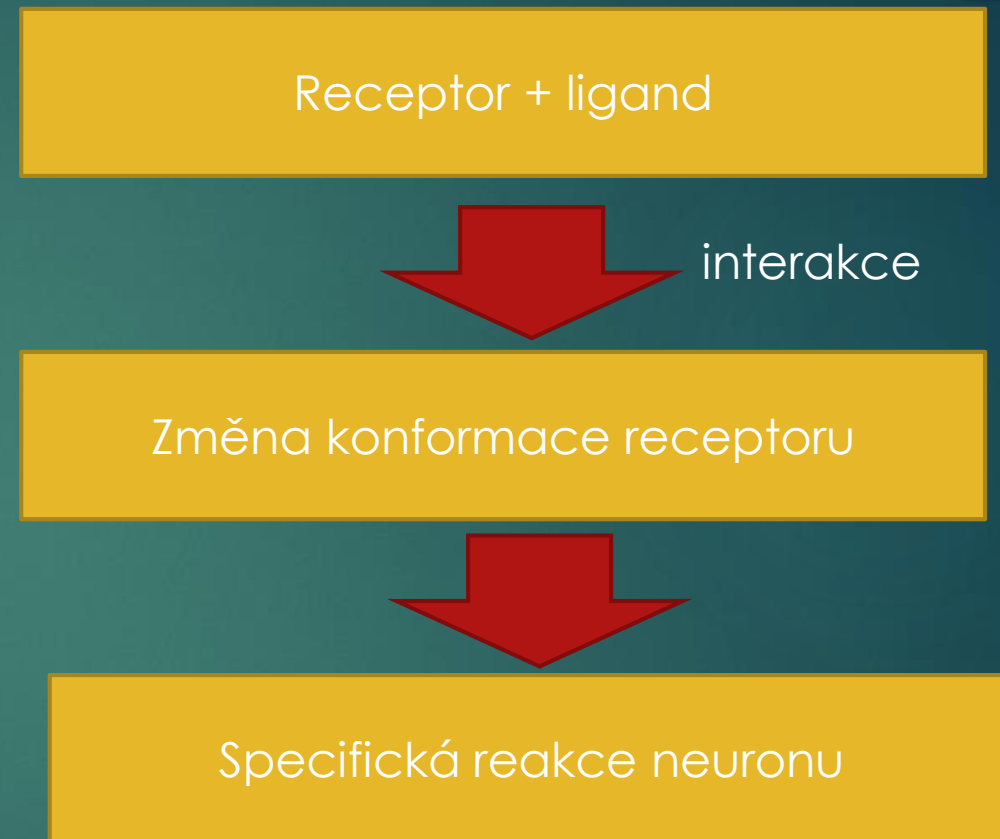 Receptor + ligand
interakce
Změna konformace receptoru
Specifická reakce neuronu